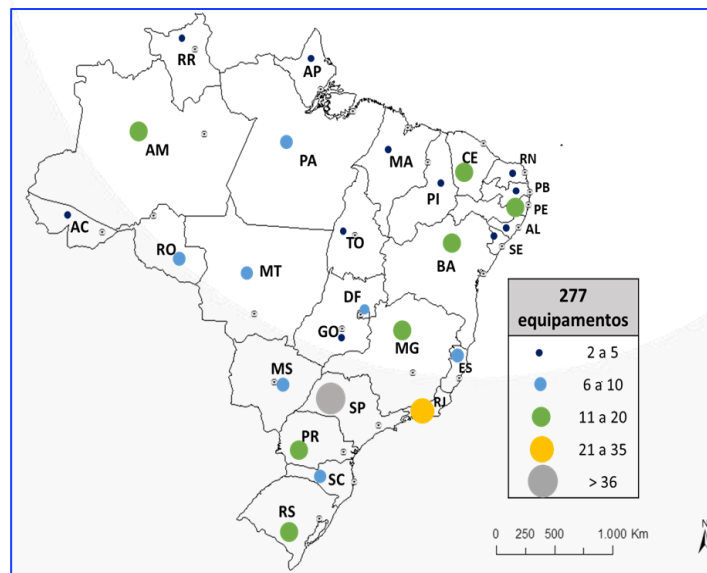 RR
AP
AM
PA
MA
CE
RN
PB
PE
PI
AL
SE
AC
RO
TO
BA
MT
DF
GO
MG
ES
MS
SP
RJ
PR
SC
RS
277
equipamentos
2 a 5
6 a 10
11 a 20
21 a 35
> 36
0 250 500 1.000 Km
N